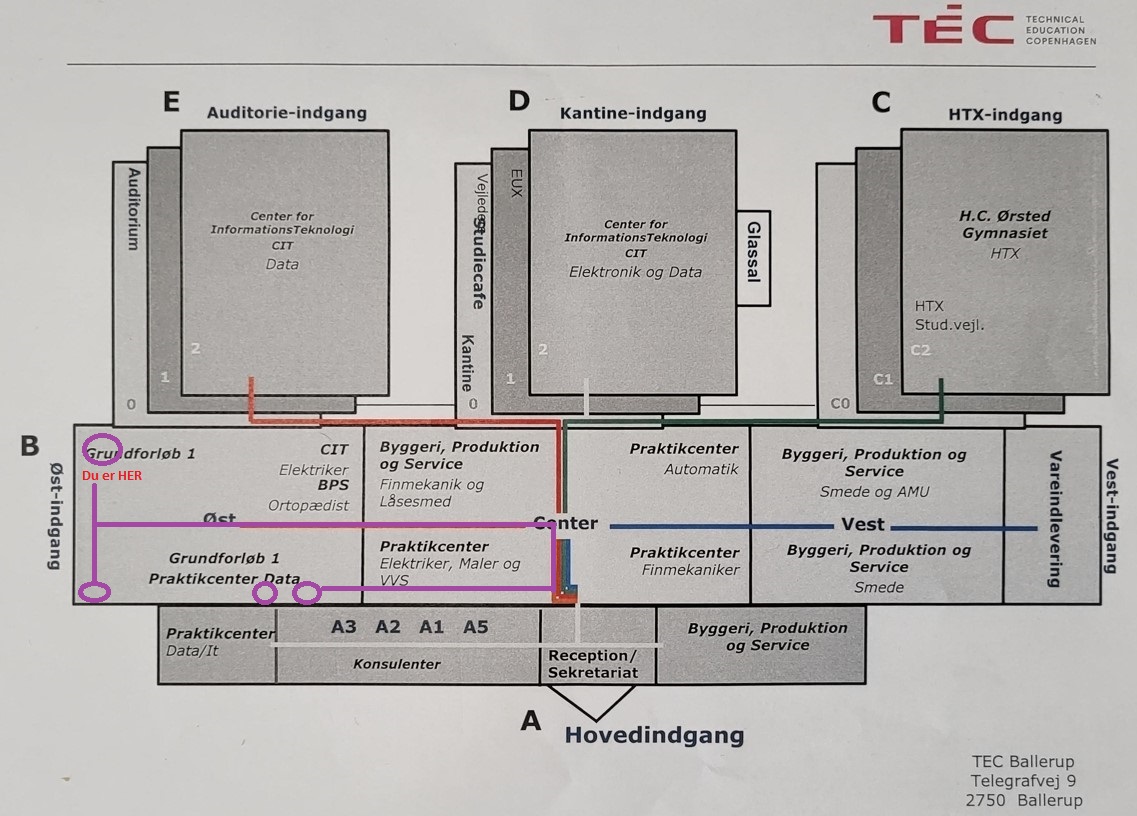 TEC
TECHNICAL
EDUCATION
COPENHAGEN
E
Auditorie-indgang
D
Kantine-indgang
C
HTX-indgang
Auditorium
Center for
InformationsTeknologi
CIT
Data
2
1
0
EUX
Studiecafe
Kantine
Center for
InformationsTeknologi
CIT
Elektronik og Data
2
1
0
Glassal
H.C. Ørsted
Gymnasiet
HTX
HTX
Stud.vejl.
C2
C1
C0
B
Øst-indgang
Grundforløb 1
Du er HER
CIT
Elektriker
BPS
Ortopædist
Byggeri, Produktion
og Service
Finmekanik og
Låsesmed
Praktikcenter
Automatik
Byggeri, Produktion og
Service
Smede og AMU
Vareindlevering
Vest-indgang
Øst
Center
Vest
Grundforløb 1
Praktikcenter Data
Praktikcenter
Elektriker, Maler og
VVS
Praktikcenter
Finmekaniker
Byggeri, Produktion og
Service
Smede
Praktikcenter
Data/It
A3 A2 A1 A5
Konsulenter
Reception/
Sekretariat
Byggeri, Produktion
og Service
A
Hovedindgang
TEC Ballerup
Telegrafvej 9
2750 Ballerup